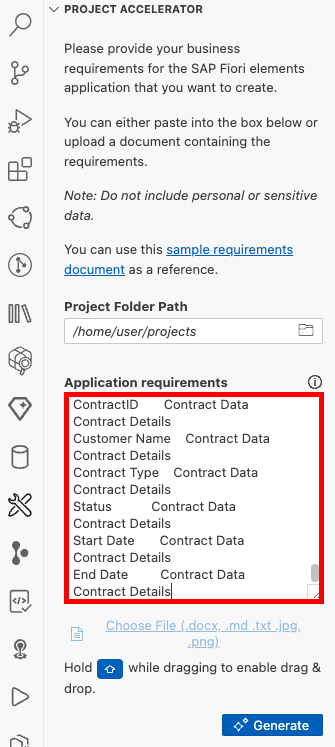 PROJECT ACCELERATOR
Please provide your business
requirements for the SAP Fiori elements
application that you want to create.
You can either paste into the box below or
upload a document containing the
requirements.
Note: Do not include personal or sensitive
data.
You can use this sample requirements
document as a reference.
Project Folder Path
/home/user/projects
Application requirements
ContractID Contract Data
Contract Details
Customer Name Contract Data
Contract Details
Contract Type Contract Data
Contract Details
Status Contract Data
Contract Details
Start Date Contract Data
Contract Details
End Date Contract Data
Contract Details
Choose File (.docx, .md .txt .jpg,
.png)
Hold while dragging to enable drag &
drop.
Generate